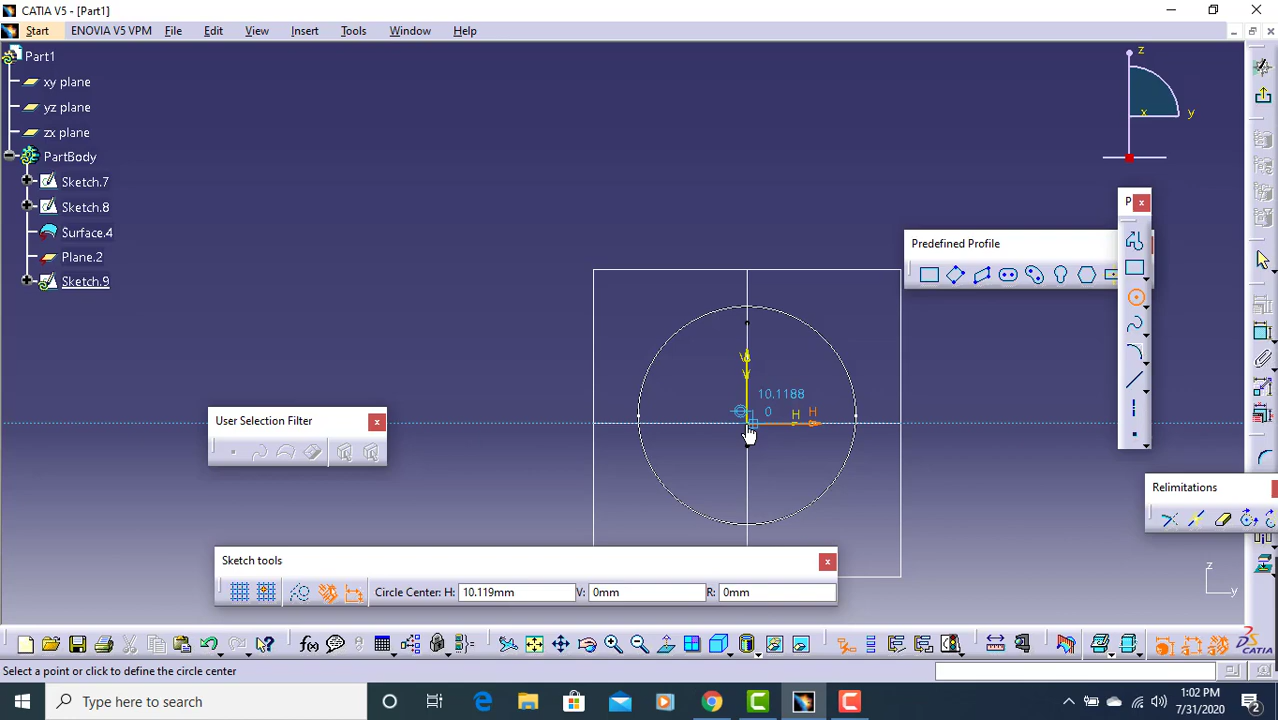 CATIA V5 - [Part1]
Start ENOVIA V5 VPM File Edit View Insert Tools Window Help
Part1
xy plane
yz plane
zx plane
PartBody
Sketch.7
Sketch.8
Surface.4
Plane.2
Sketch.9
z
x y
P
Predefined Profile
10.1188
0
V
H H
User Selection Filter
Relimitations
Sketch tools
Circle Center: H: 10.119mm V: 0mm R: 0mm
z
y
f(x)
CATIA
Select a point or click to define the circle center
Type here to search
1:02 PM
7/31/2020
2